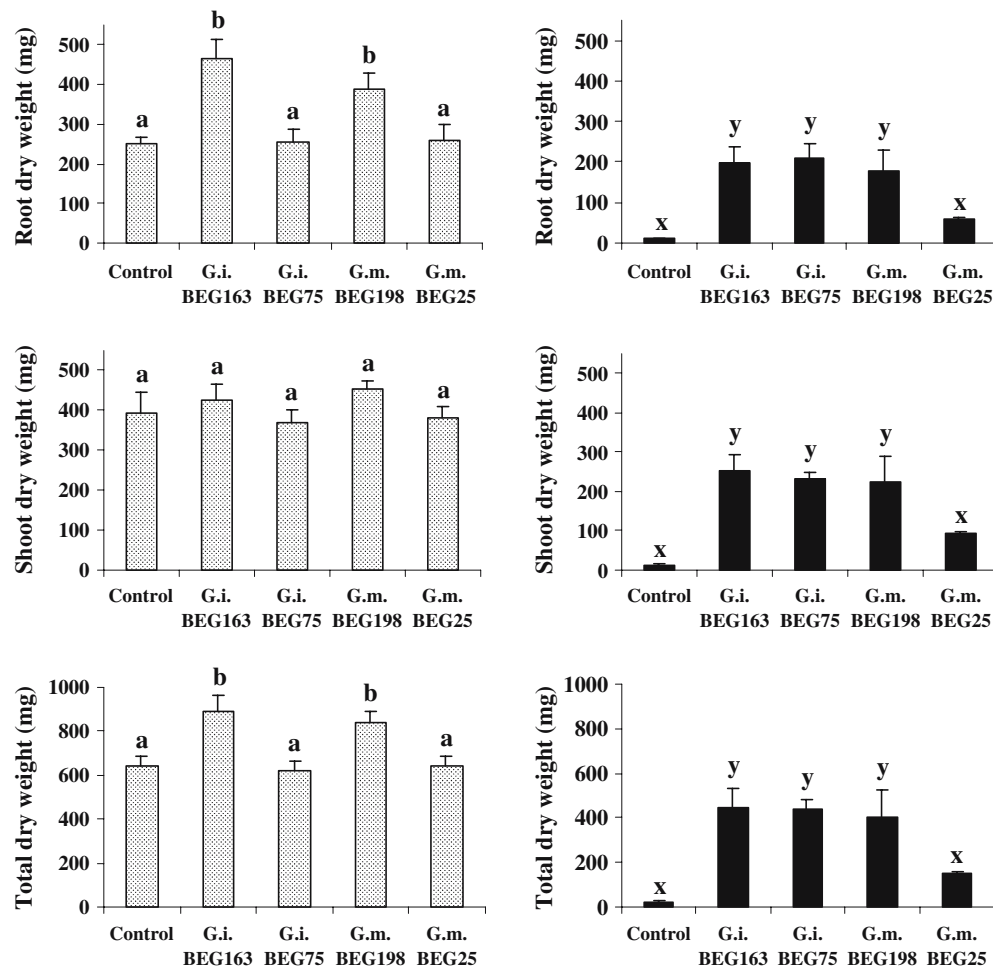 Root dry weight (mg)
500
400
300
200
100
0
a
b
a
b
a
Control G.i. G.i. G.m. G.m.
BEG163 BEG75 BEG198 BEG25
Root dry weight (mg)
500
400
300
200
100
0
x
y
y
y
x
Control G.i. G.i. G.m. G.m.
BEG163 BEG75 BEG198 BEG25
Shoot dry weight (mg)
500
400
300
200
100
0
a
a
a
a
a
Control G.i. G.i. G.m. G.m.
BEG163 BEG75 BEG198 BEG25
Shoot dry weight (mg)
500
400
300
200
100
0
x
y
y
y
x
Control G.i. G.i. G.m. G.m.
BEG163 BEG75 BEG198 BEG25
Total dry weight (mg)
1000
800
600
400
200
0
a
b
a
b
a
Control G.i. G.i. G.m. G.m.
BEG163 BEG75 BEG198 BEG25
Total dry weight (mg)
1000
800
600
400
200
0
x
y
y
y
x
Control G.i. G.i. G.m. G.m.
BEG163 BEG75 BEG198 BEG25